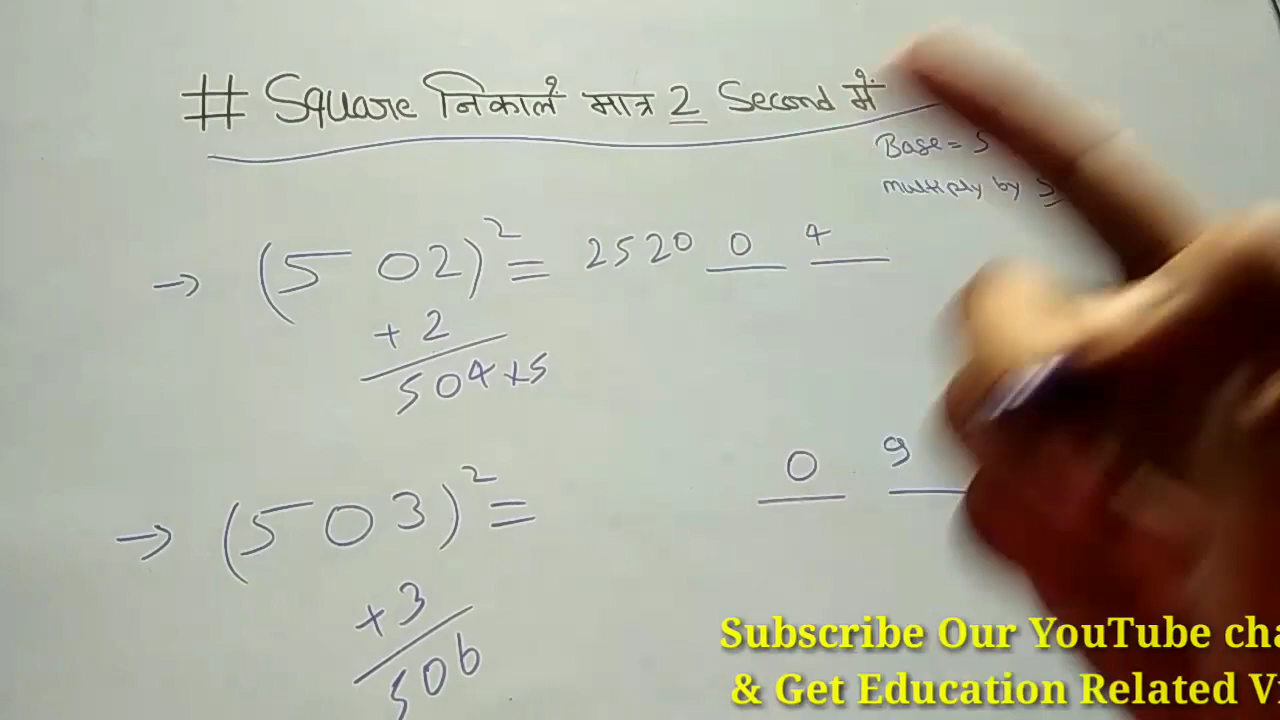 # Square निकालें मात्र 2 Second में
Base = 5
multiply by 5
→ (502)² = 2520 0 4
+ 2
504 × 5
→ (503)² = 0 9
+ 3
506
Subscribe Our YouTube cha
& Get Education Related Vi